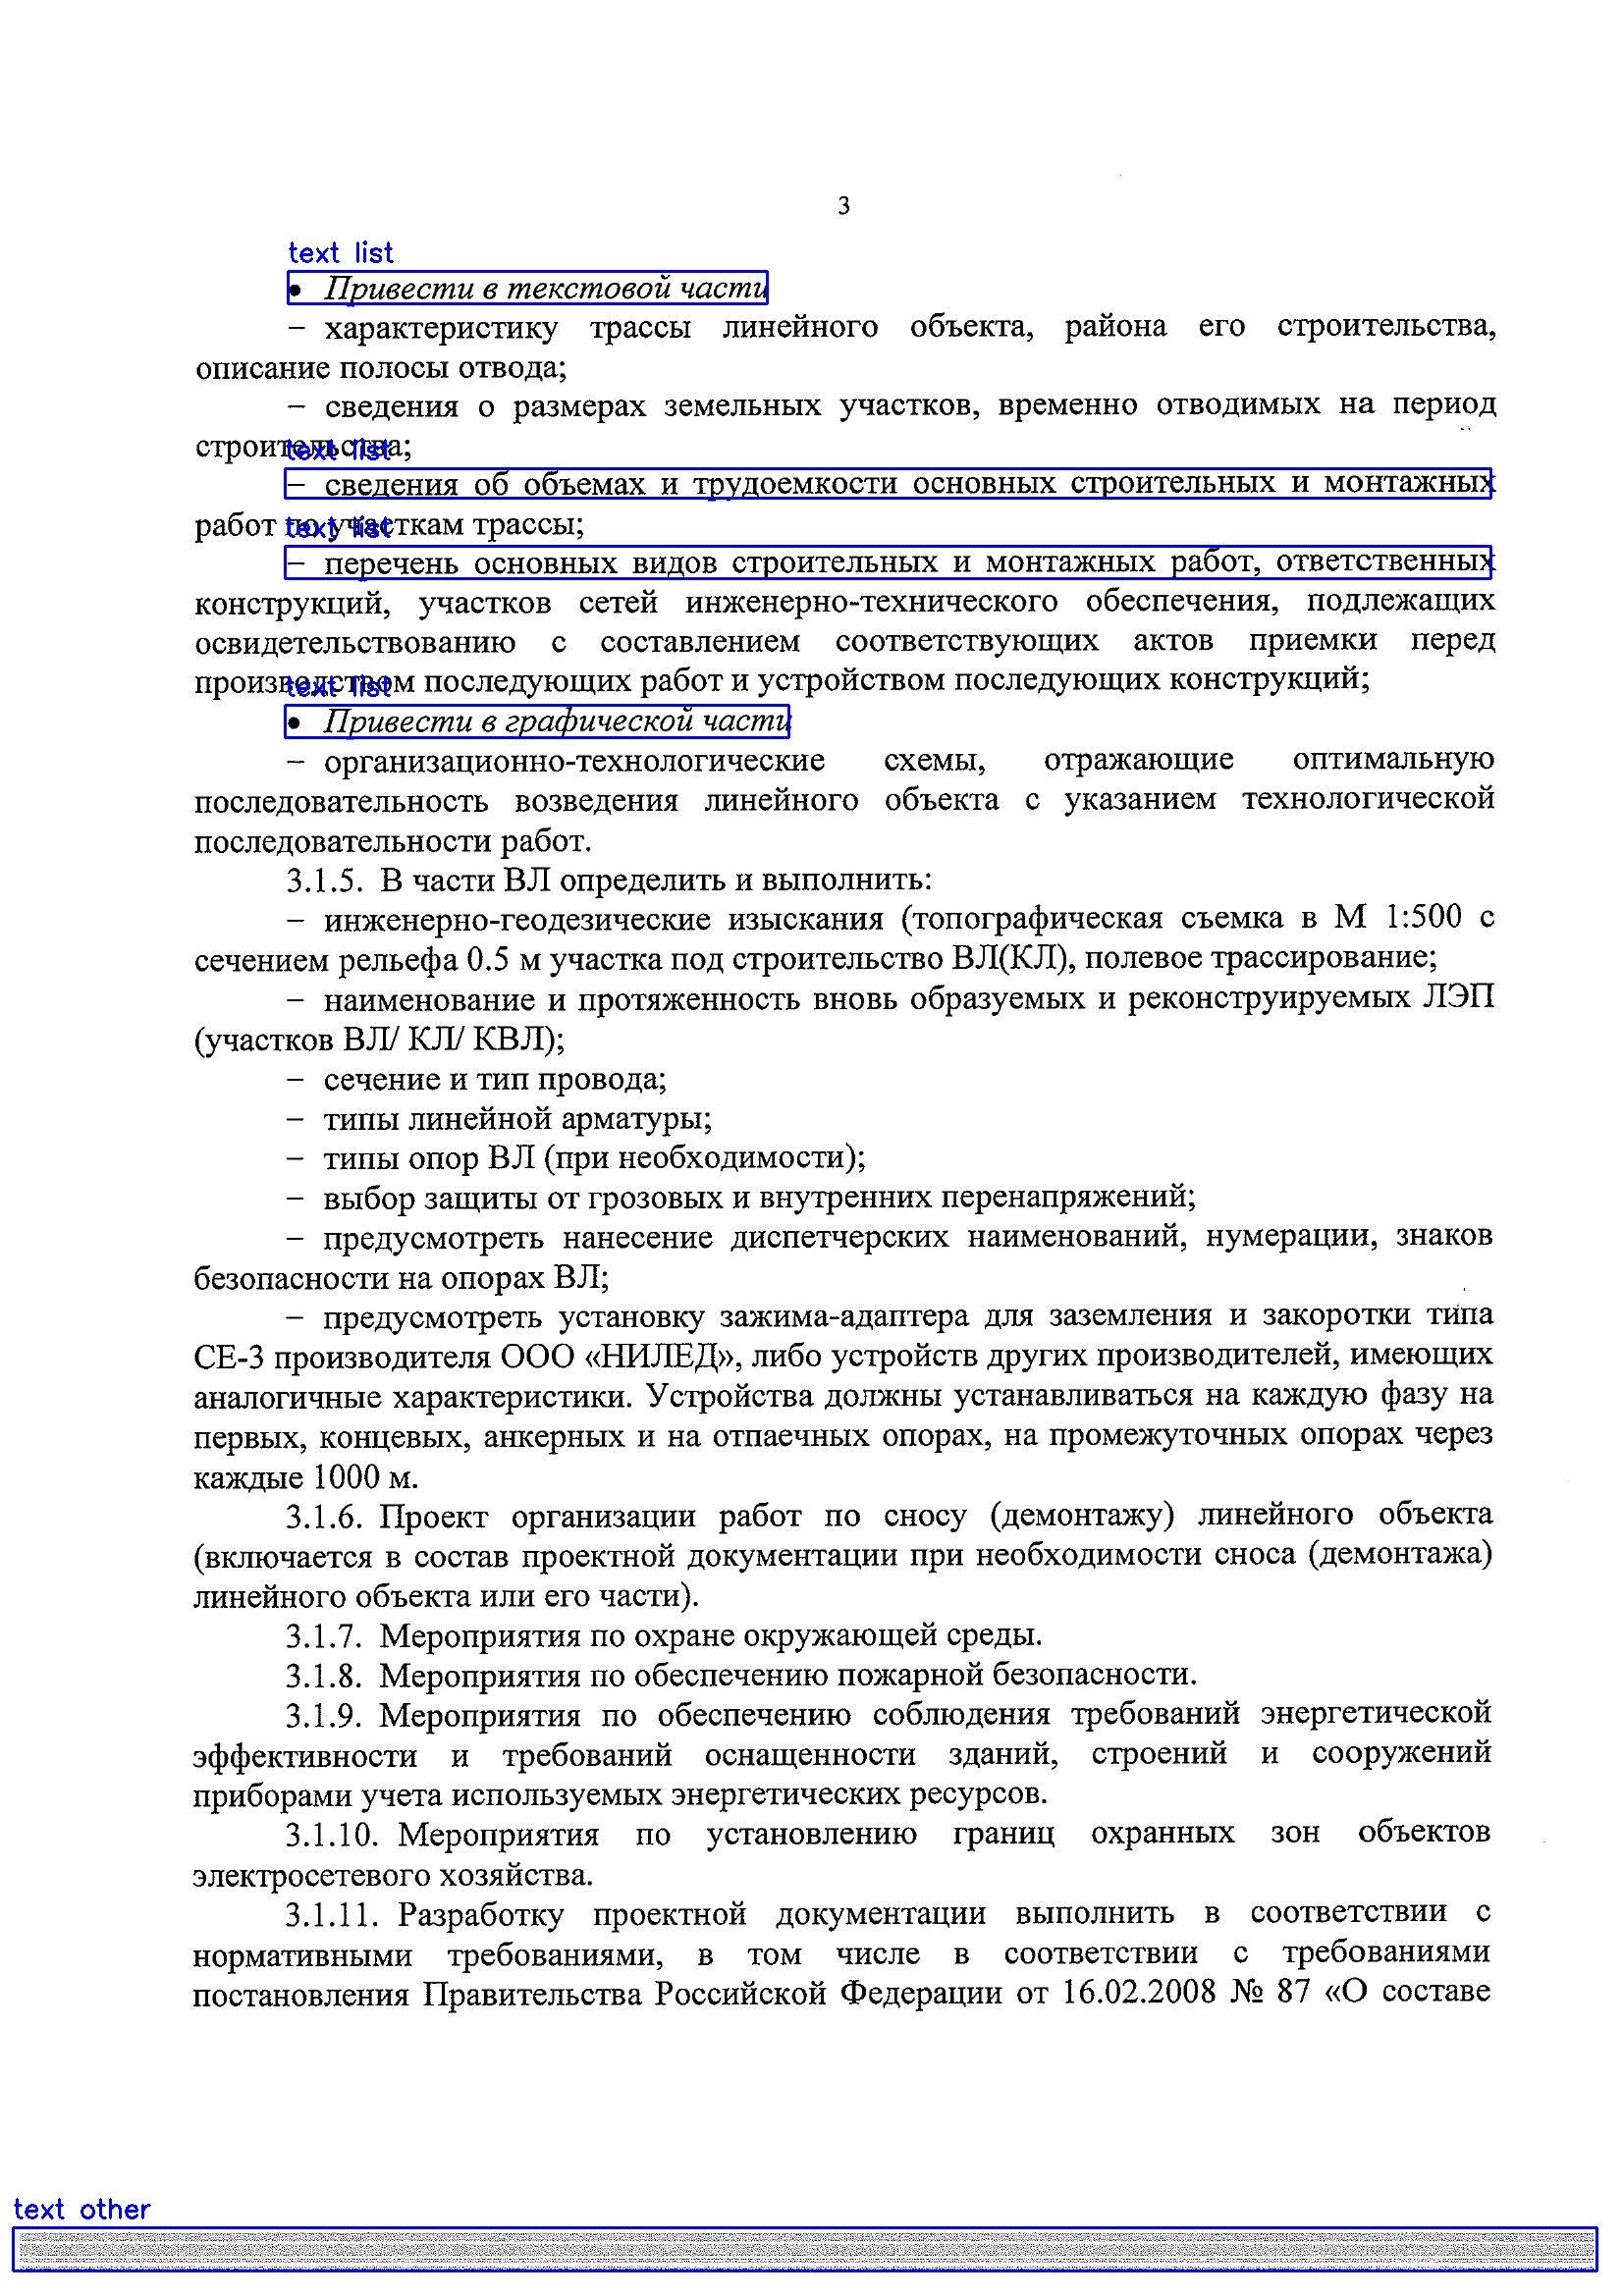 3
text list
• Привести в текстовой части
− характеристику трассы линейного объекта, района его строительства,
описание полосы отвода;
− сведения о размерах земельных участков, временно отводимых на период
строительства;
text list
− сведения об объемах и трудоемкости основных строительных и монтажных
работ по участкам трассы;
text list
− перечень основных видов строительных и монтажных работ, ответственных
конструкций, участков сетей инженерно-технического обеспечения, подлежащих
освидетельствованию с составлением соответствующих актов приемки перед
производством последующих работ и устройством последующих конструкций;
text list
• Привести в графической части
− организационно-технологические схемы, отражающие оптимальную
последовательность возведения линейного объекта с указанием технологической
последовательности работ.
3.1.5. В части ВЛ определить и выполнить:
− инженерно-геодезические изыскания (топографическая съемка в М 1:500 с
сечением рельефа 0.5 м участка под строительство ВЛ(КЛ), полевое трассирование;
− наименование и протяженность вновь образуемых и реконструируемых ЛЭП
(участков ВЛ/ КЛ/ КВЛ);
− сечение и тип провода;
− типы линейной арматуры;
− типы опор ВЛ (при необходимости);
− выбор защиты от грозовых и внутренних перенапряжений;
− предусмотреть нанесение диспетчерских наименований, нумерации, знаков
безопасности на опорах ВЛ;
− предусмотреть установку зажима-адаптера для заземления и закоротки типа
СЕ-3 производителя ООО «НИЛЕД», либо устройств других производителей, имеющих
аналогичные характеристики. Устройства должны устанавливаться на каждую фазу на
первых, концевых, анкерных и на отпаечных опорах, на промежуточных опорах через
каждые 1000 м.
3.1.6. Проект организации работ по сносу (демонтажу) линейного объекта
(включается в состав проектной документации при необходимости сноса (демонтажа)
линейного объекта или его части).
3.1.7. Мероприятия по охране окружающей среды.
3.1.8. Мероприятия по обеспечению пожарной безопасности.
3.1.9. Мероприятия по обеспечению соблюдения требований энергетической
эффективности и требований оснащенности зданий, строений и сооружений
приборами учета используемых энергетических ресурсов.
3.1.10. Мероприятия по установлению границ охранных зон объектов
электросетевого хозяйства.
3.1.11. Разработку проектной документации выполнить в соответствии с
нормативными требованиями, в том числе в соответствии с требованиями
постановления Правительства Российской Федерации от 16.02.2008 № 87 «О составе
text other